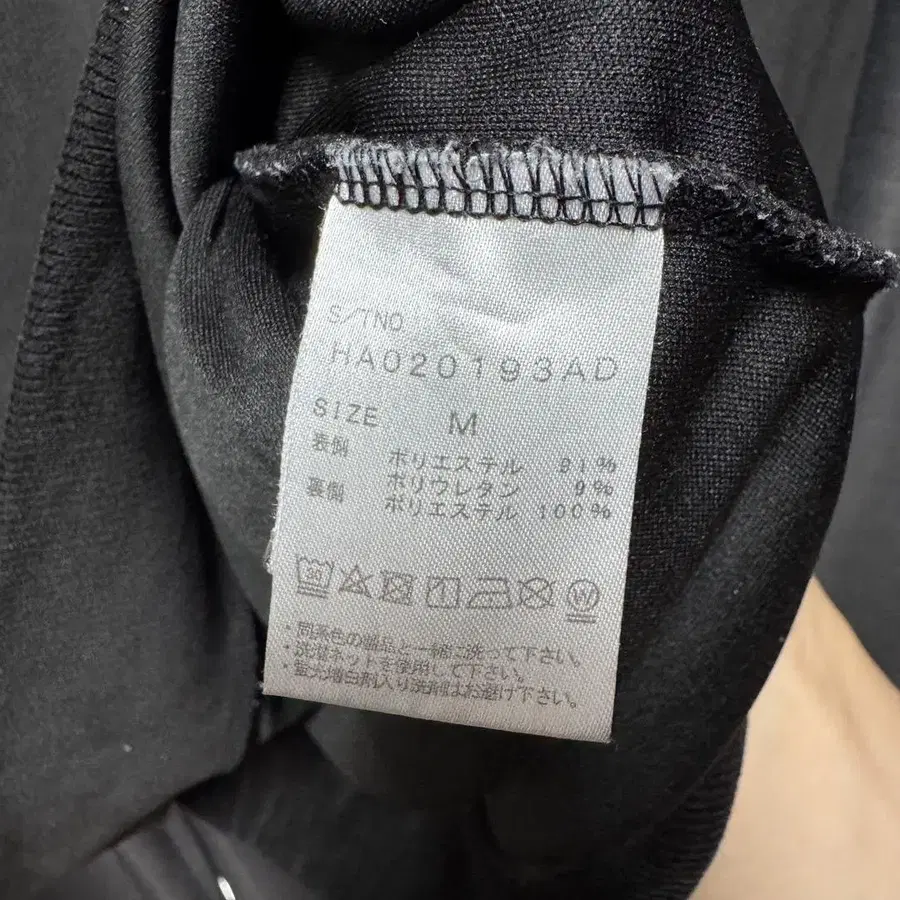 S/TNO
HA020193AD
SIZE M
表側 ポリエステル 91%
ポリウレタン 9%
裏側 ポリエステル 100%
W
・同系色の製品と一緒に洗って下さい。
・洗濯ネットを使用して下さい。
・蛍光増白剤入り洗剤はお避け下さい。